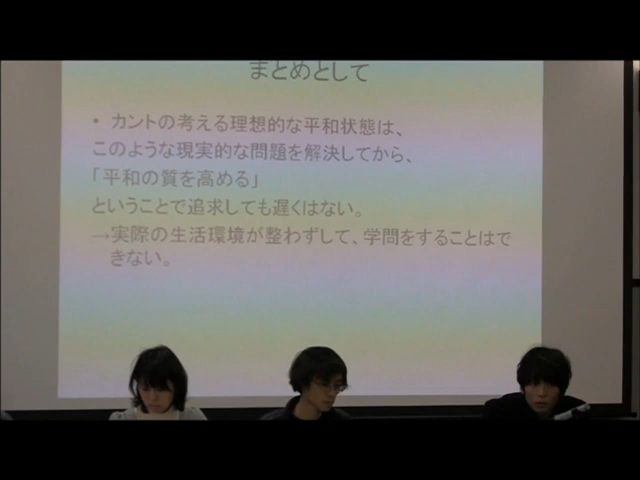 まとめとして
• カントの考える理想的な平和状態は、
このような現実的な問題を解決してから、
「平和の質を高める」
ということで追求しても遅くはない。
→実際の生活環境が整わずして、学問をすることはで
きない。